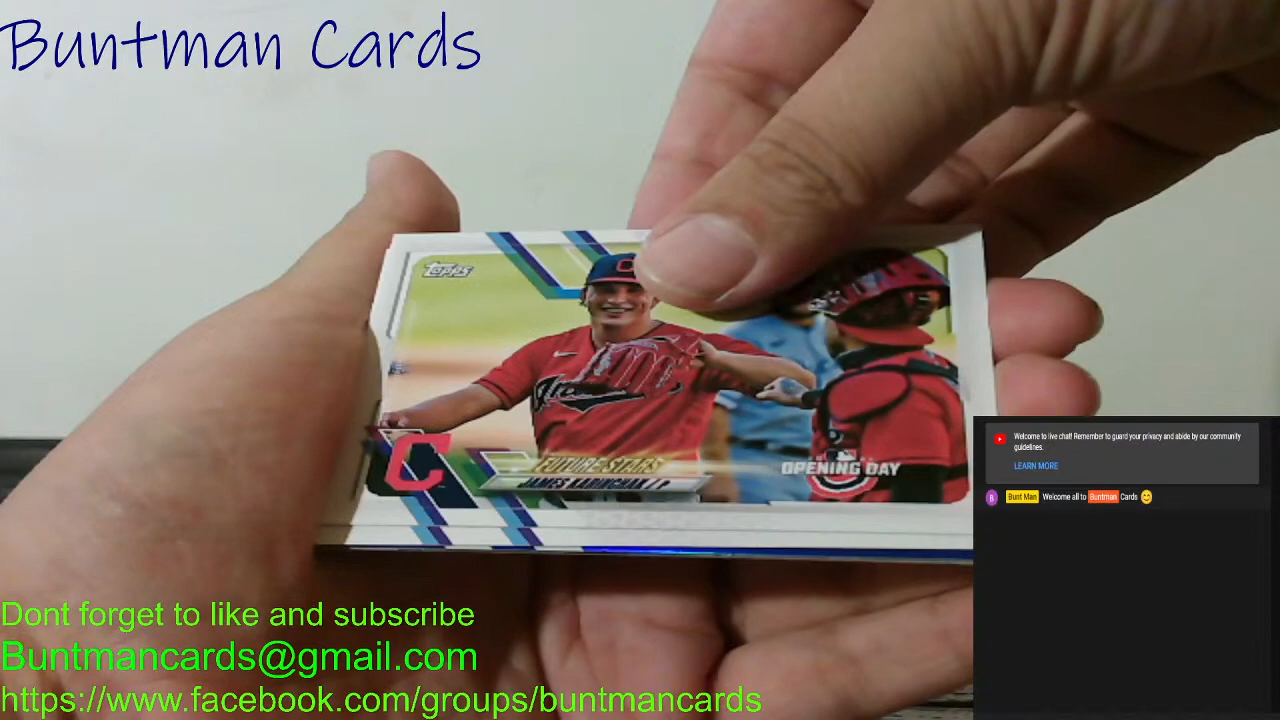 Buntman Cards
Topps
C
C
FUTURE STARS
JAMES KARINCHAK / P
OPENING DAY
Welcome to live chat! Remember to guard your privacy and abide by our community
guidelines.
LEARN MORE
B Bunt Man Welcome all to Buntman Cards 😊
Dont forget to like and subscribe
Buntmancards@gmail.com
https://www.facebook.com/groups/buntmancards